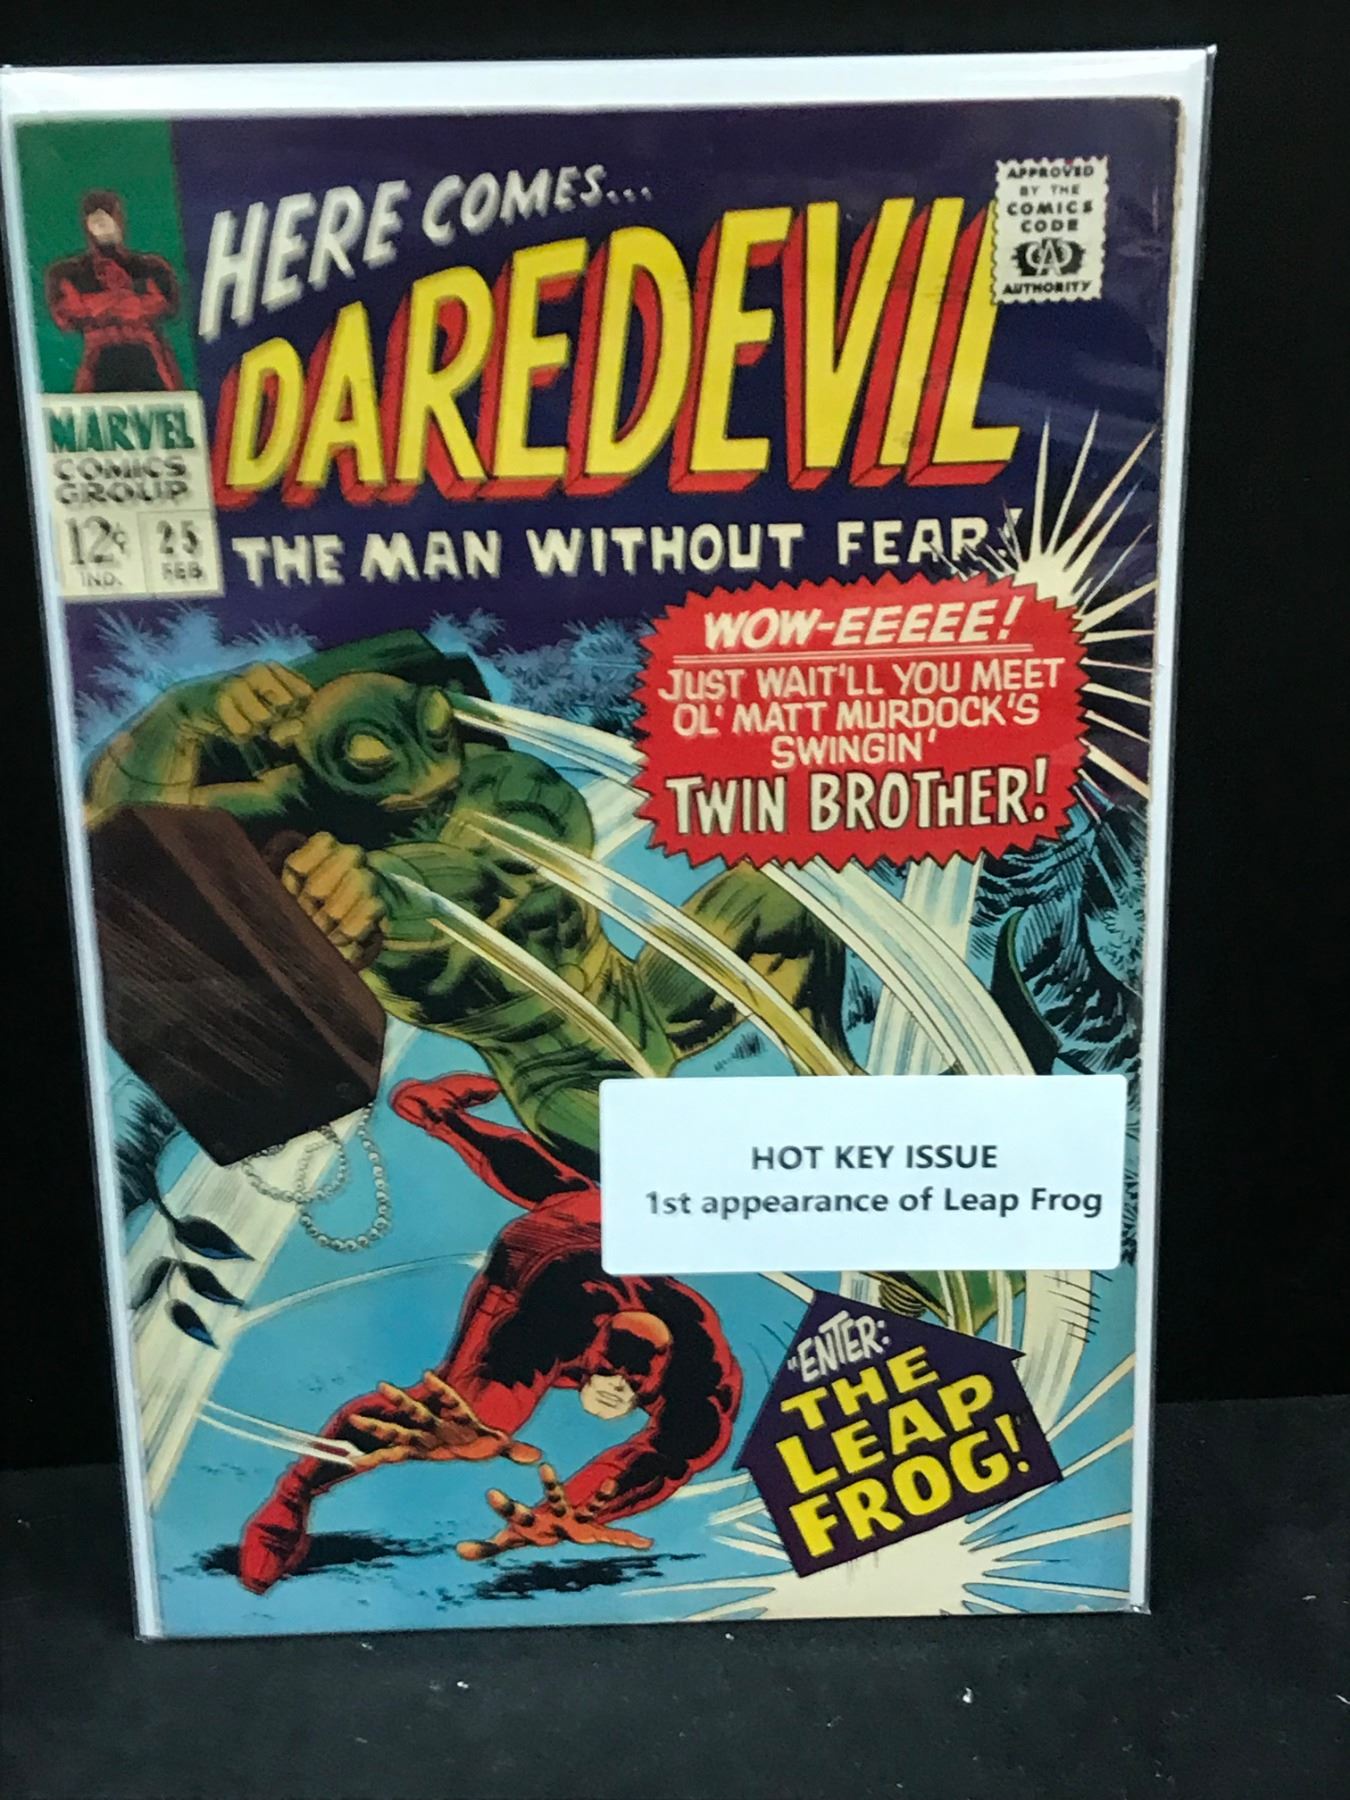 HERE COMES...
DAREDEVIL
THE MAN WITHOUT FEAR!
APPROVED
BY THE
COMICS
CODE
CA
AUTHORITY
MARVEL
COMICS
GROUP
12¢
IND.
25
FEB
WOW-EEEEE!
JUST WAIT'LL YOU MEET
OL' MATT MURDOCK'S
SWINGIN'
TWIN BROTHER!
HOT KEY ISSUE
1st appearance of Leap Frog
"ENTER:
THE
LEAP
FROG!"